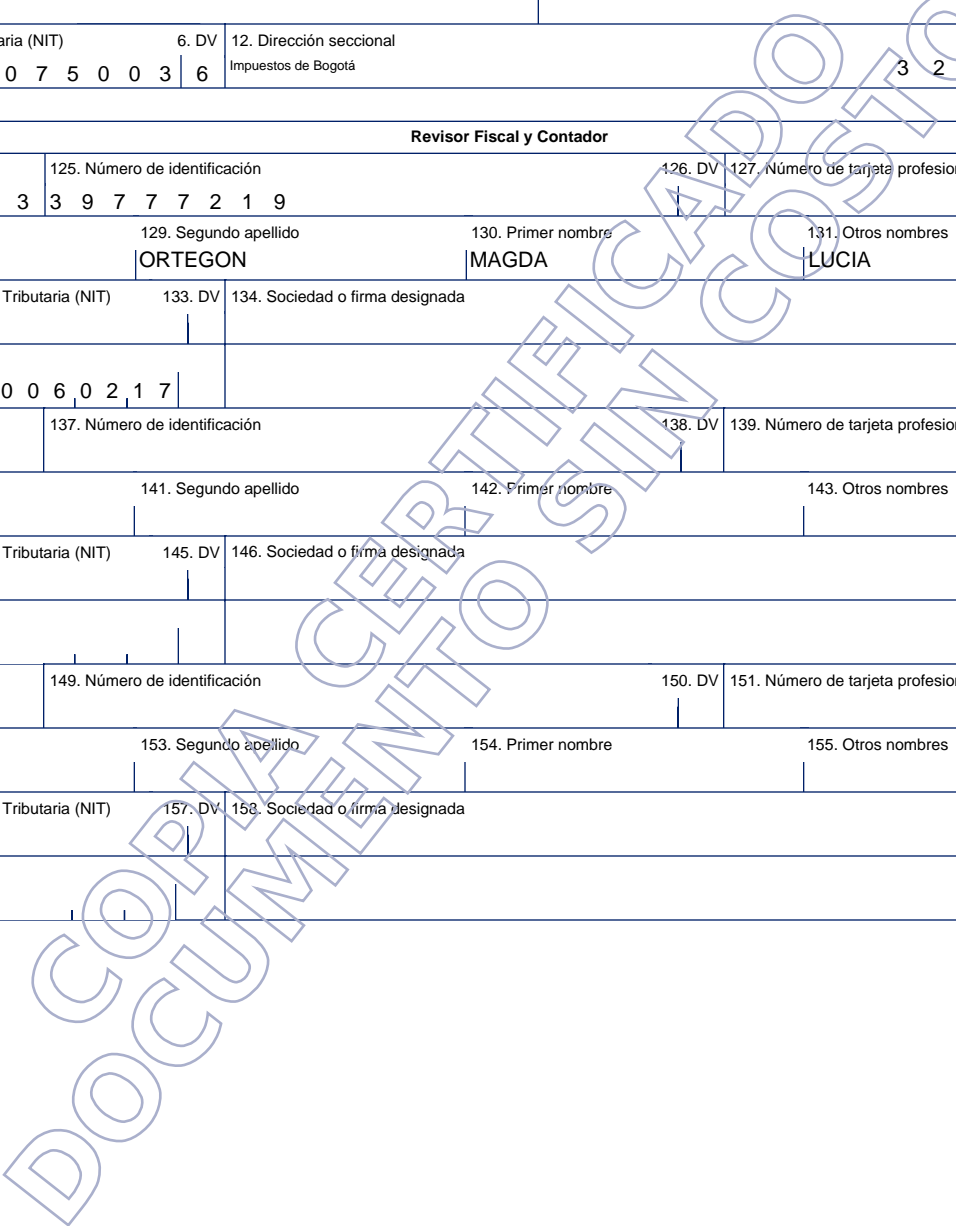 aria (NIT) 6. DV 12. Dirección seccional
0 7 5 0 0 3 6 Impuestos de Bogotá 3 2
Revisor Fiscal y Contador
125. Número de identificación 126. DV 127. Número de tarjeta profesion
3 3 9 7 7 7 2 1 9
129. Segundo apellido 130. Primer nombre 131. Otros nombres
ORTEGON MAGDA LUCIA
Tributaria (NIT) 133. DV 134. Sociedad o firma designada
0 0 6 0 2 1 7
137. Número de identificación 138. DV 139. Número de tarjeta profesion
141. Segundo apellido 142. Primer nombre 143. Otros nombres
Tributaria (NIT) 145. DV 146. Sociedad o firma designada
149. Número de identificación 150. DV 151. Número de tarjeta profesion
153. Segundo apellido 154. Primer nombre 155. Otros nombres
Tributaria (NIT) 157. DV 158. Sociedad o firma designada
COPIA CERTIFICADO
DOCUMENTO SIN COSTO